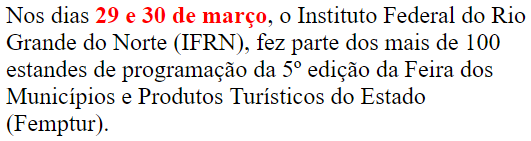 Nos dias 29 e 30 de março, o Instituto Federal do Rio
Grande do Norte (IFRN), fez parte dos mais de 100
estandes de programação da 5º edição da Feira dos
Municípios e Produtos Turísticos do Estado
(Femptur).